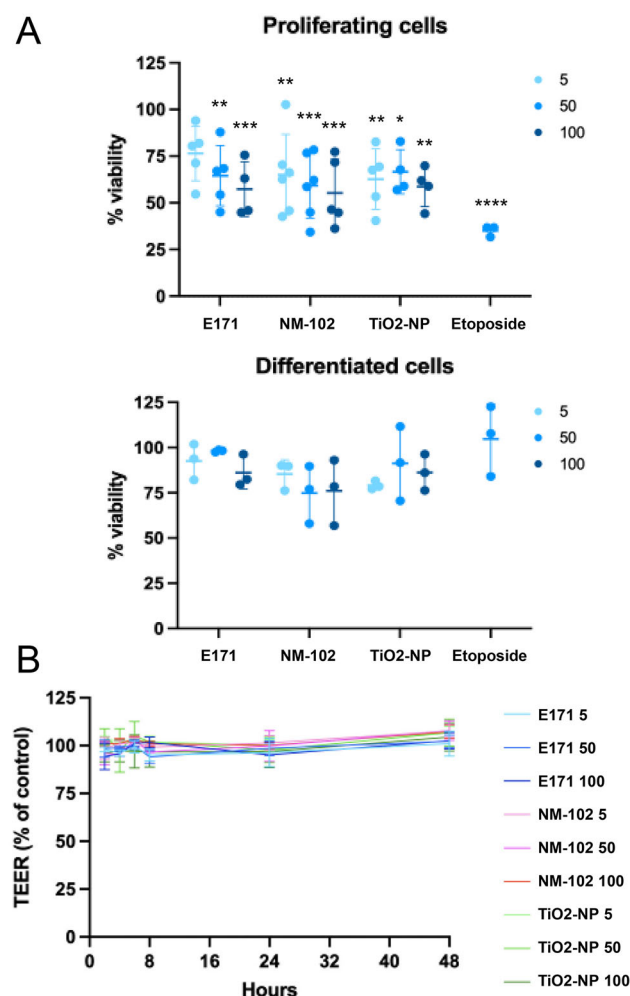 A
Proliferating cells
125
100
75
50
25
0
% viability
** *** ** *** *** ** * ** ****
5
50
100
E171 NM-102 TiO2-NP Etoposide
Differentiated cells
125
100
75
50
25
0
% viability
5
50
100
E171 NM-102 TiO2-NP Etoposide
B
125
100
75
50
25
0
TEER (% of control)
0 8 16 24 32 40 48
Hours
E171 5
E171 50
E171 100
NM-102 5
NM-102 50
NM-102 100
TiO2-NP 5
TiO2-NP 50
TiO2-NP 100